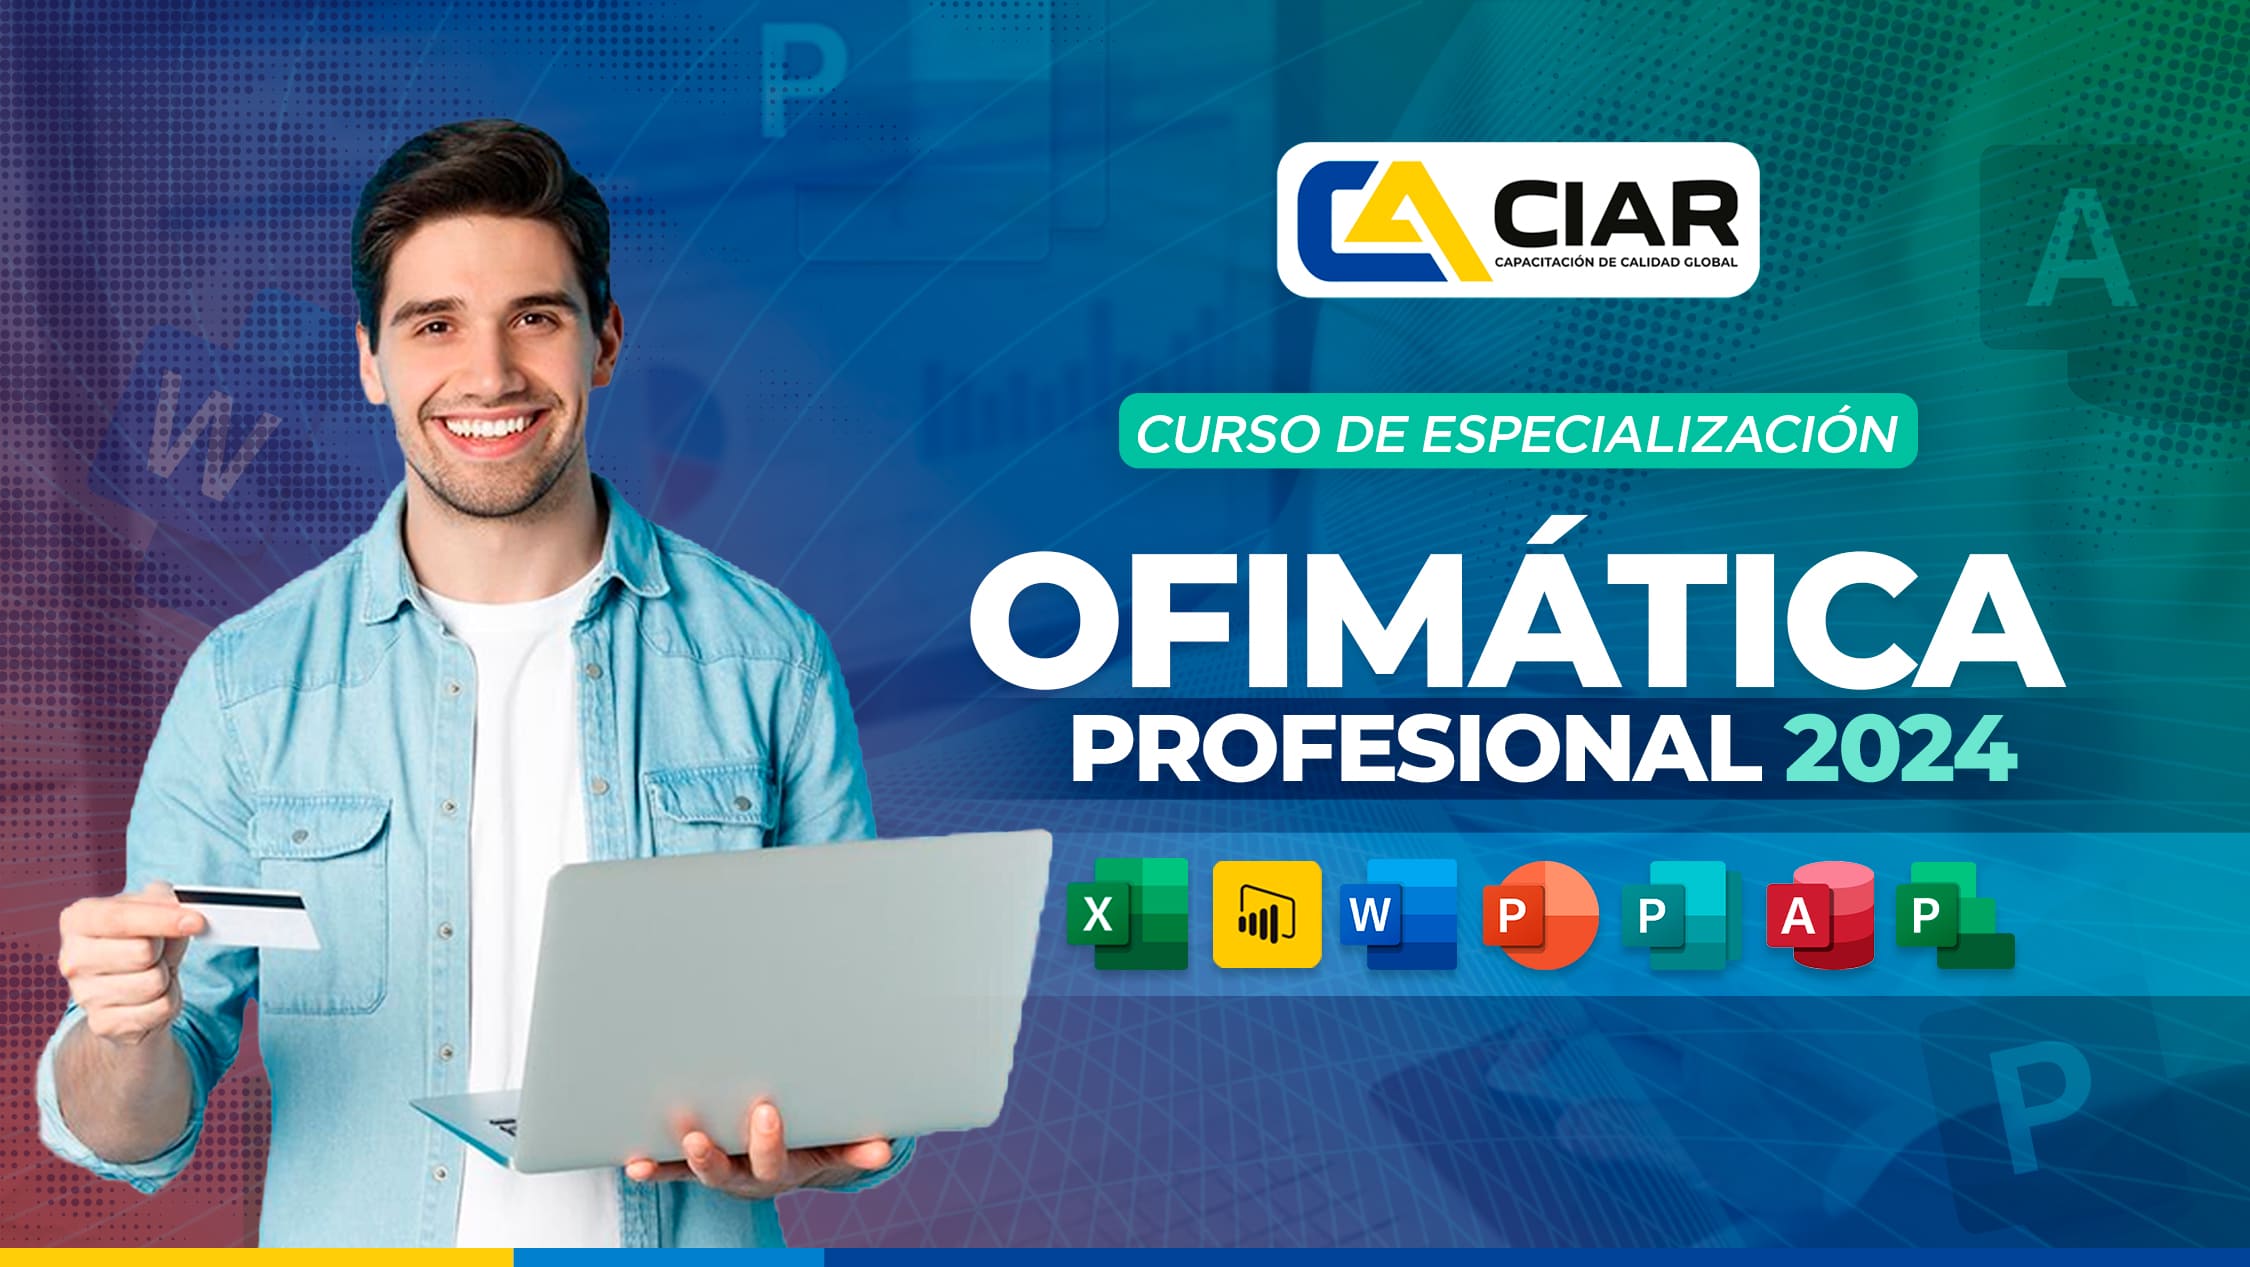 CIAR
CAPACITACIÓN DE CALIDAD GLOBAL
CURSO DE ESPECIALIZACIÓN
OFIMÁTICA
PROFESIONAL 2024
X W P P A P
P
A
W
P